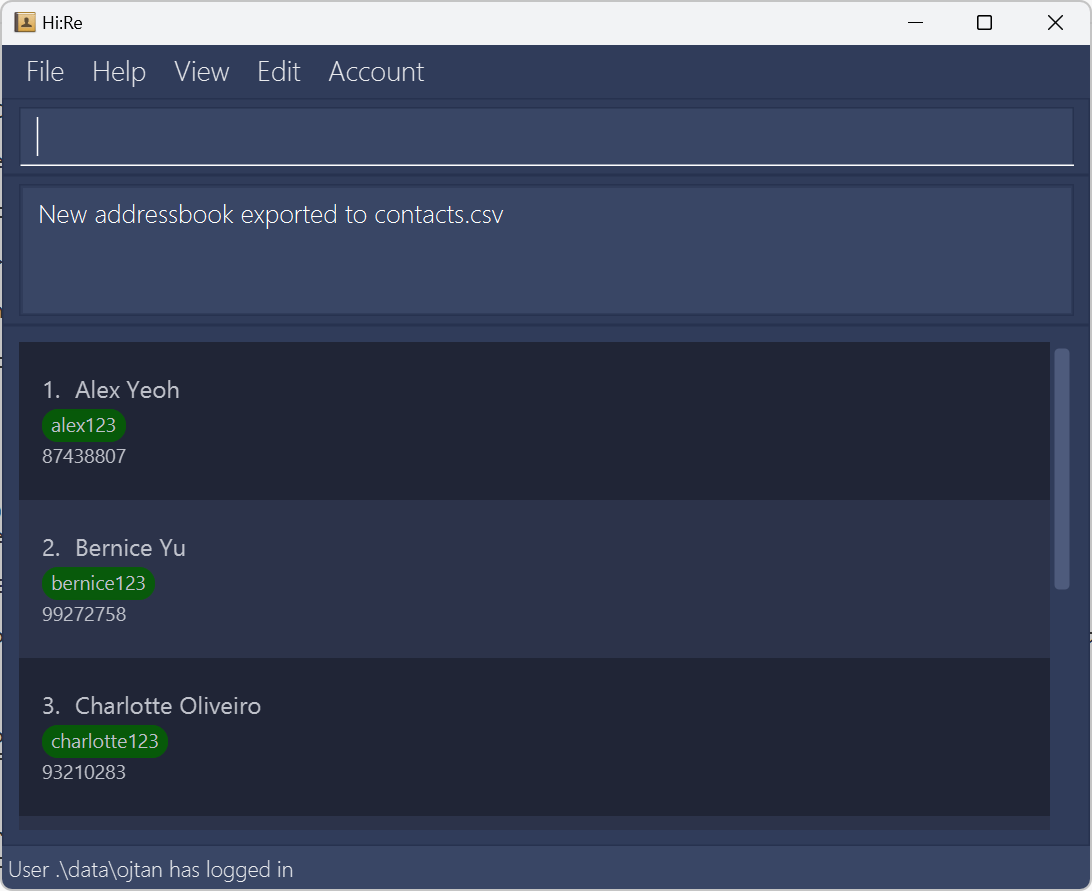 Hi:Re
File Help View Edit Account
New addressbook exported to contacts.csv
1. Alex Yeoh
alex123
87438807
2. Bernice Yu
bernice123
99272758
3. Charlotte Oliveiro
charlotte123
93210283
User .\data\ojtan has logged in